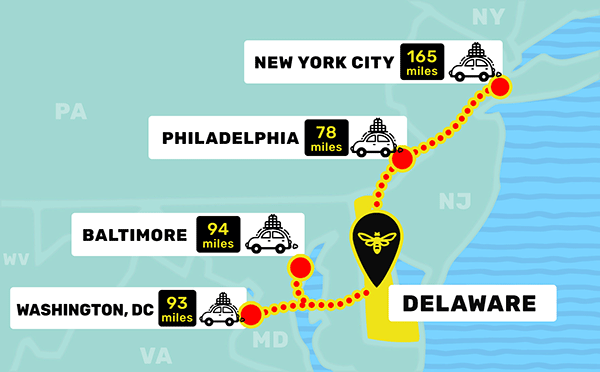 NY
NEW YORK CITY 165 miles
PA
PHILADELPHIA 78 miles
NJ
BALTIMORE 94 miles
WV
WASHINGTON, DC 93 miles
DELAWARE
MD
VA